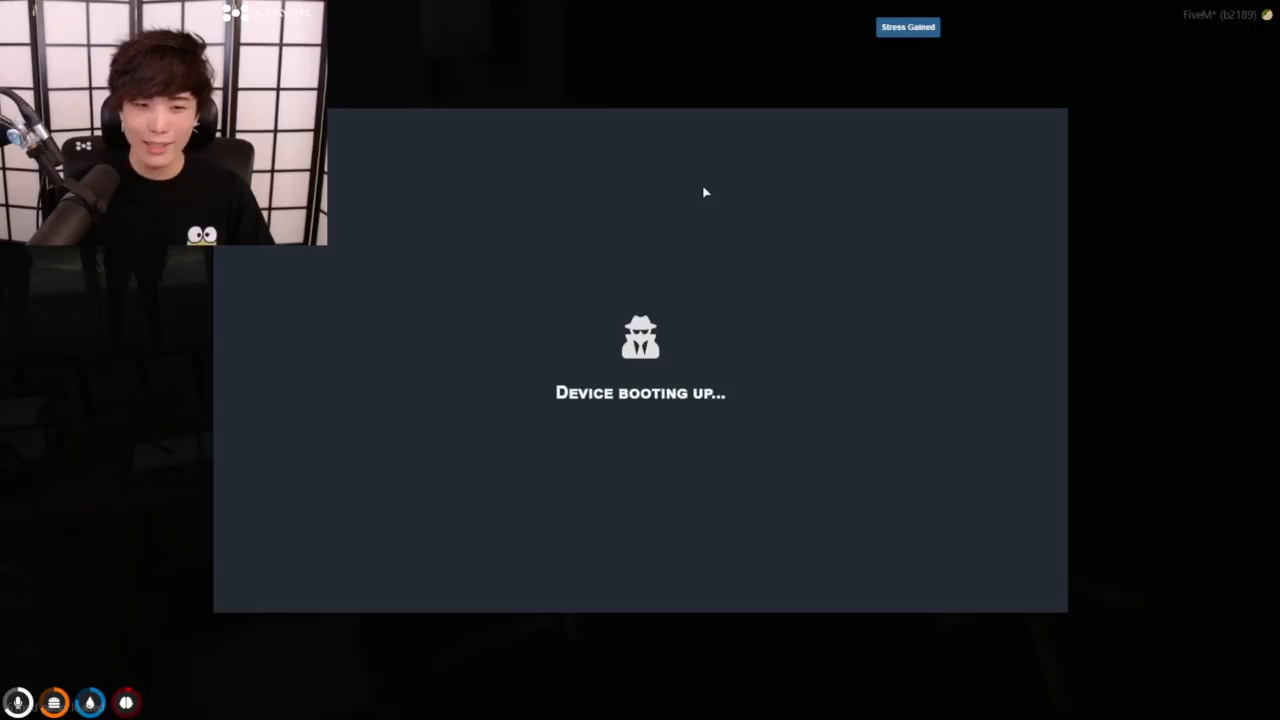 FiveM* (b2189)
Stress Gained
Device booting up...